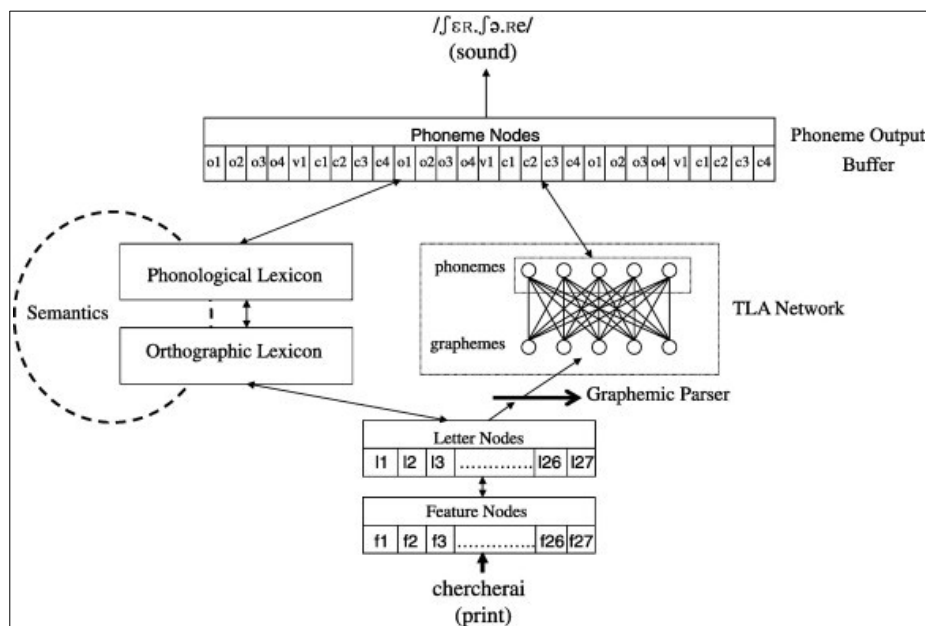 /ʃɛʀ.ʃə.ʀe/
(sound)
Phoneme Nodes
o1 o2 o3 o4 v1 c1 c2 c3 c4 o1 o2 o3 o4 v1 c1 c2 c3 c4 o1 o2 o3 o4 v1 c1 c2 c3 c4
Phoneme Output
Buffer
Phonological Lexicon
Semantics
Orthographic Lexicon
phonemes
graphemes
TLA Network
Graphemic Parser
Letter Nodes
l1 l2 l3 ............. l26 l27
Feature Nodes
f1 f2 f3 .............. f26 f27
chercherai
(print)